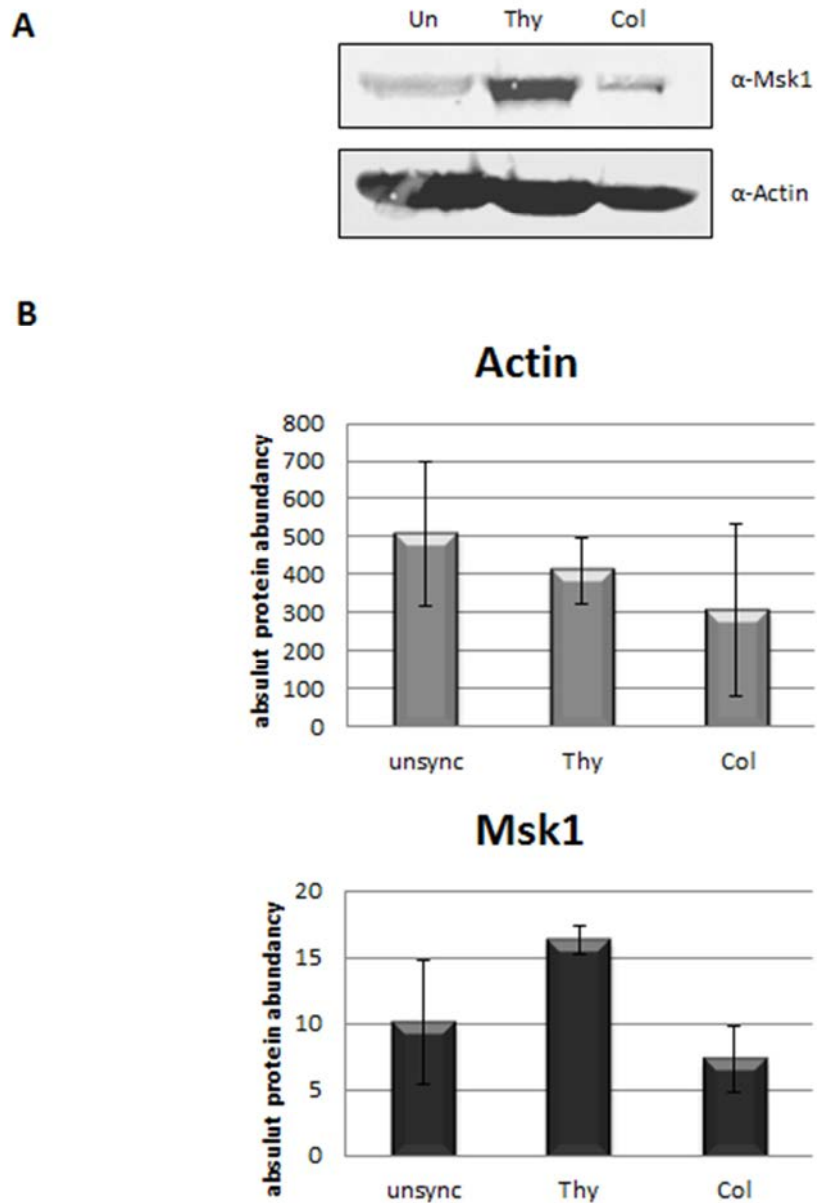 A
Un Thy Col
α-Msk1
α-Actin
B
Actin
absulut protein abundancy
800
700
600
500
400
300
200
100
0
unsync Thy Col
Msk1
absulut protein abundancy
20
15
10
5
0
unsync Thy Col